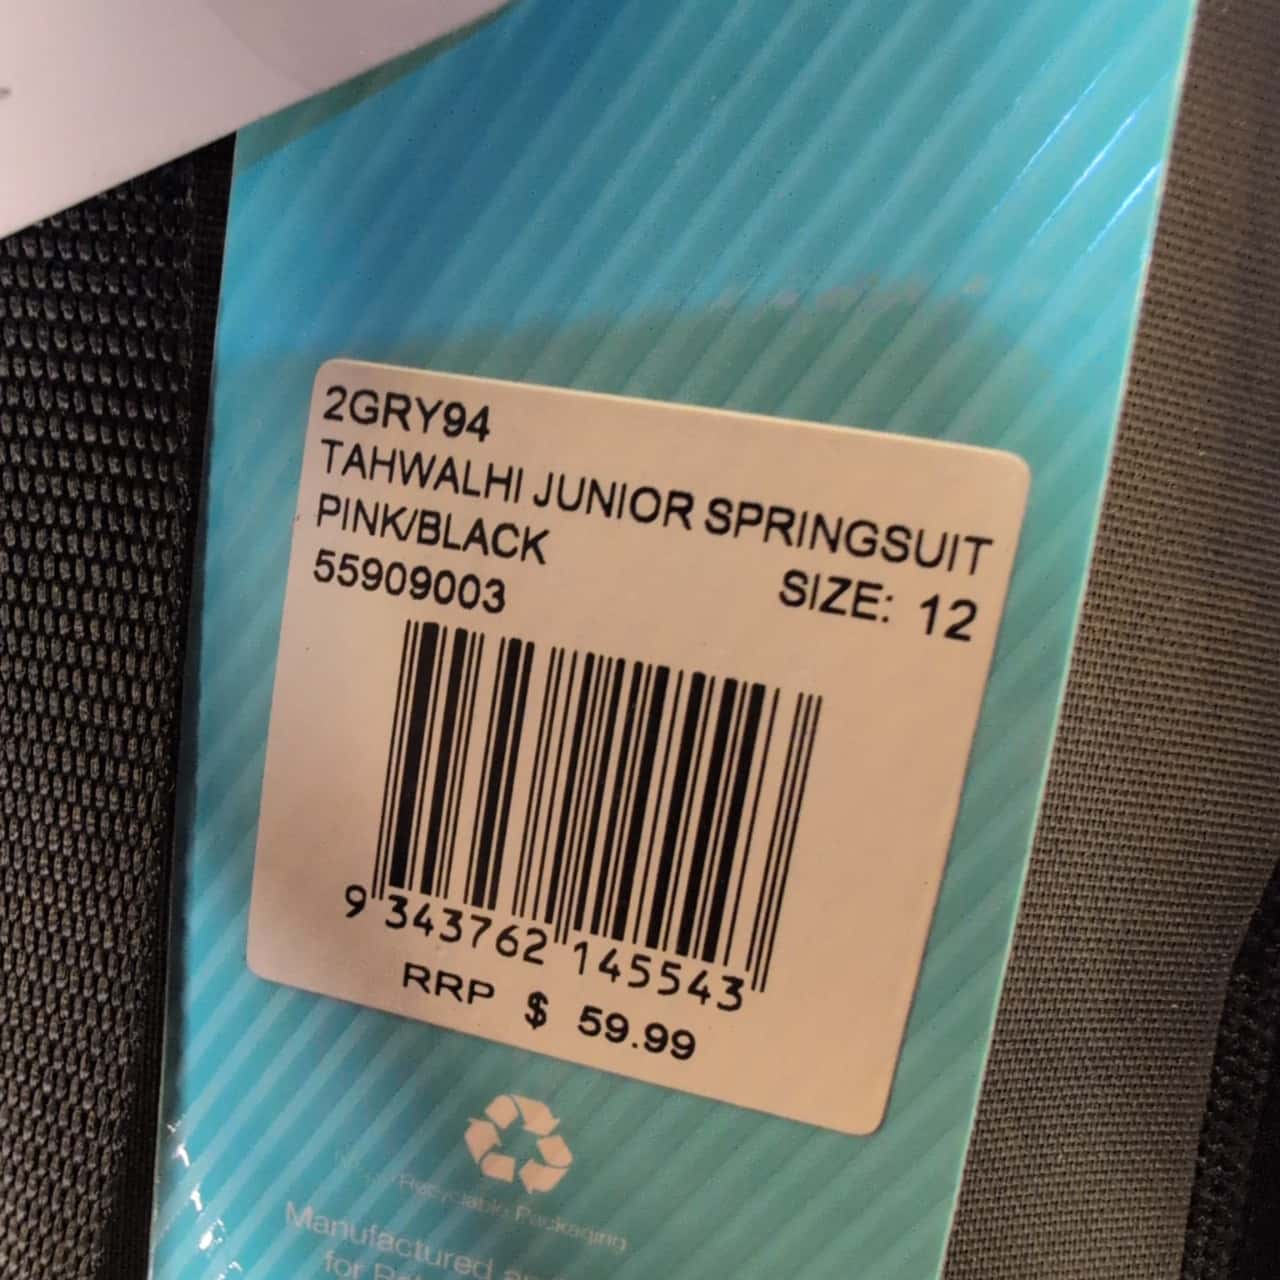 2GRY94
TAHWALHI JUNIOR SPRINGSUIT
PINK/BLACK
55909003 SIZE: 12
9 343762 145543
RRP $ 59.99
Recyclable Packaging
Manufactured
for